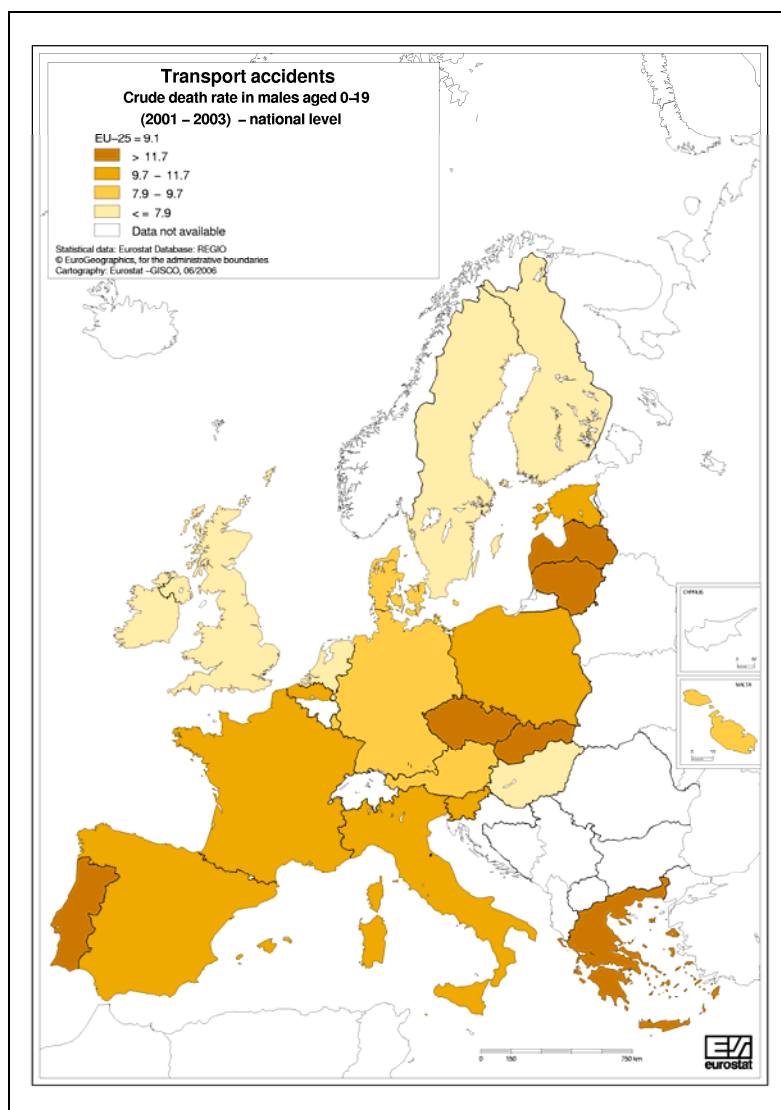 Transport accidents
Crude death rate in males aged 0–19
(2001 – 2003) – national level
EU–25 = 9.1
> 11.7
9.7 – 11.7
7.9 – 9.7
< = 7.9
Data not available
Statistical data: Eurostat Database: REGIO
© EuroGeographics, for the administrative boundaries
Cartography: Eurostat –GISCO, 06/2006
CYPRUS
MALTA
0 150 750 km
eurostat